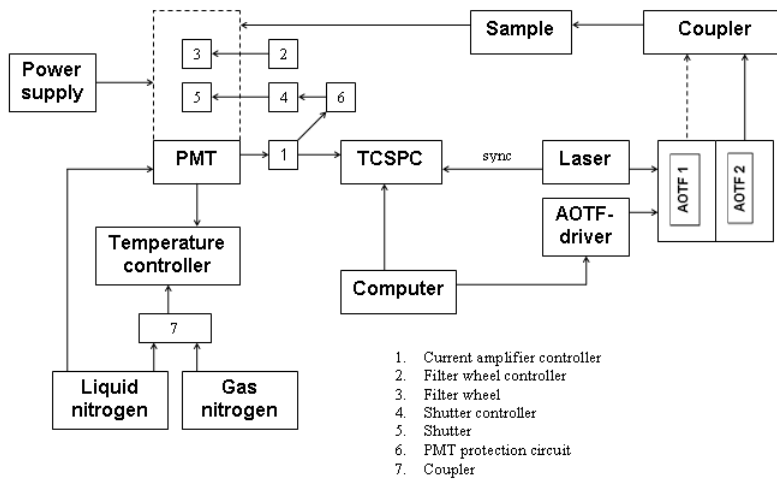 Sample
Coupler
3
2
Power
supply
5
4
6
PMT
1
TCSPC
sync
Laser
AOTF 1
AOTF 2
AOTF-
driver
Temperature
controller
Computer
7
Liquid
nitrogen
Gas
nitrogen
1. Current amplifier controller
2. Filter wheel controller
3. Filter wheel
4. Shutter controller
5. Shutter
6. PMT protection circuit
7. Coupler